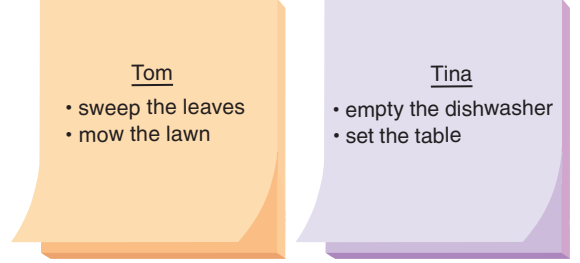 Tom
• sweep the leaves
• mow the lawn
Tina
• empty the dishwasher
• set the table